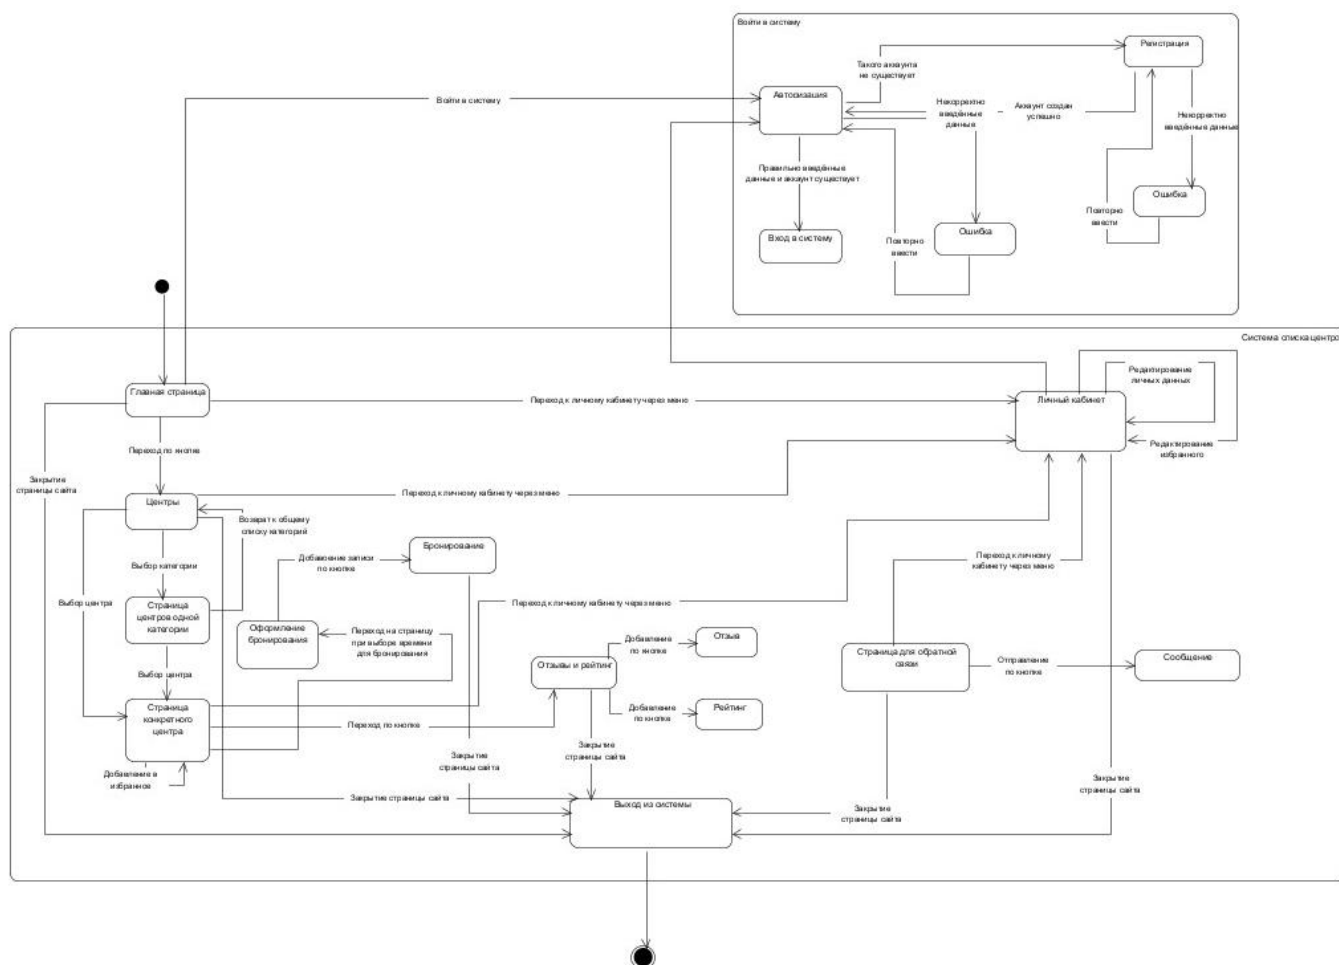 Войти в систему
Регистрация
Такого аккаунта
не существует
Автосизация
Войти в систему
Некорректно
введённые
данные
Аккаунт создан
успешно
Некорректно
введённые данные
Правильно введённые
данные и аккаунт существует
Ошибка
Повторно
ввести
Вход в систему
Ошибка
Повторно
ввести
Система списка центро
Главная страница
Переход к личному кабинету через меню
Личный кабинет
Редактирование
личных данных
Редактирование
избранного
Переход по кнопке
Закрытие
страницы сайта
Центры
Переход к личному кабинету через меню
Возврат к общему
списку категорий
Бронирование
Добавоение записи
по кнопке
Выбор категории
Переход к личному
кабинету через меню
Выбор центра
Страница
центров одной
категории
Переход к личному кабинету через меню
Оформление
бронирования
Переход на страницу
при выборе времени
для бронирования
Добавление
по кнопке
Отзыв
Отзывы и рейтинг
Страница для обратной
связи
Отправление
по кнопке
Сообщение
Выбор центра
Страница
конкретного
центра
Переход по кнопке
Добавление
по кнопке
Рейтинг
Добавление в
избранное
Закрытие
страницы сайта
Закрытие
страницы сайта
Закрытие
страницы сайта
Закрытие страницы сайта
Выход из системы
Закрытие
страницы сайта